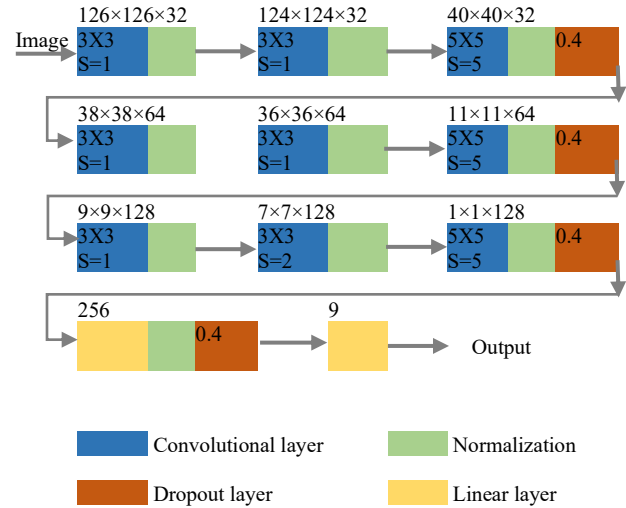 126×126×32 124×124×32 40×40×32
Image 3X3 3X3 5X5 0.4
S=1 S=1 S=5
38×38×64 36×36×64 11×11×64
3X3 3X3 5X5 0.4
S=1 S=1 S=5
9×9×128 7×7×128 1×1×128
3X3 3X3 5X5 0.4
S=1 S=2 S=5
256 9
0.4
Output
Convolutional layer Normalization
Dropout layer Linear layer